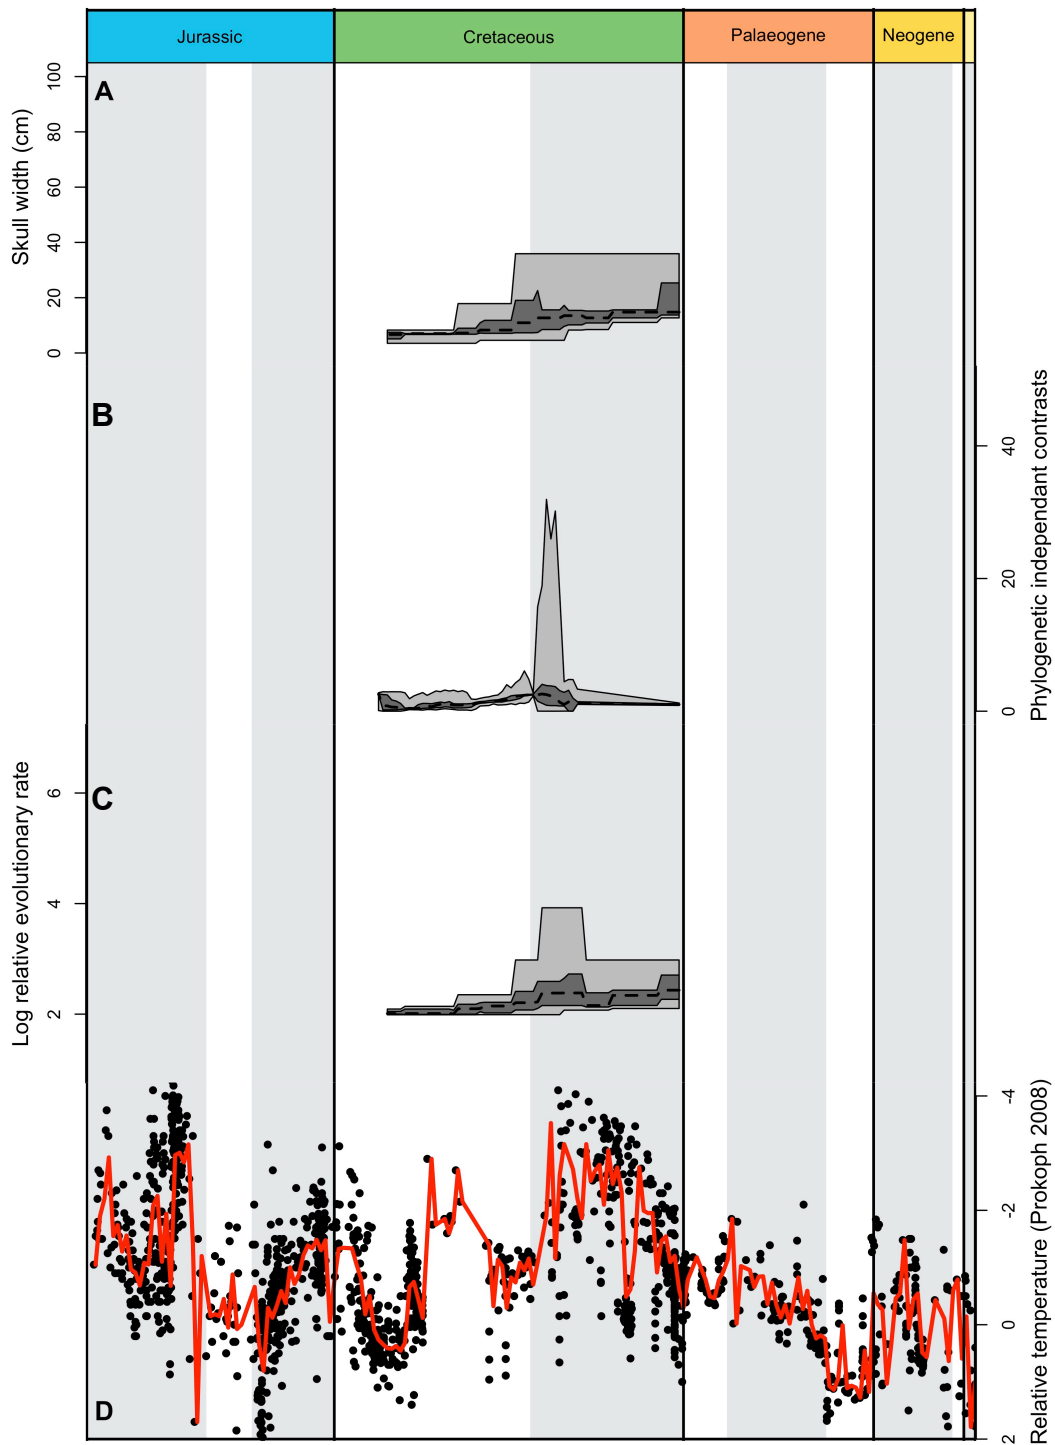 Jurassic Cretaceous Palaeogene Neogene
A
Skull width (cm)
100
80
60
40
20
0
B
Phylogenetic independant contrasts
40
20
0
C
Log relative evolutionary rate
6
4
2
D
Relative temperature (Prokoph 2008)
-4
-2
0
2